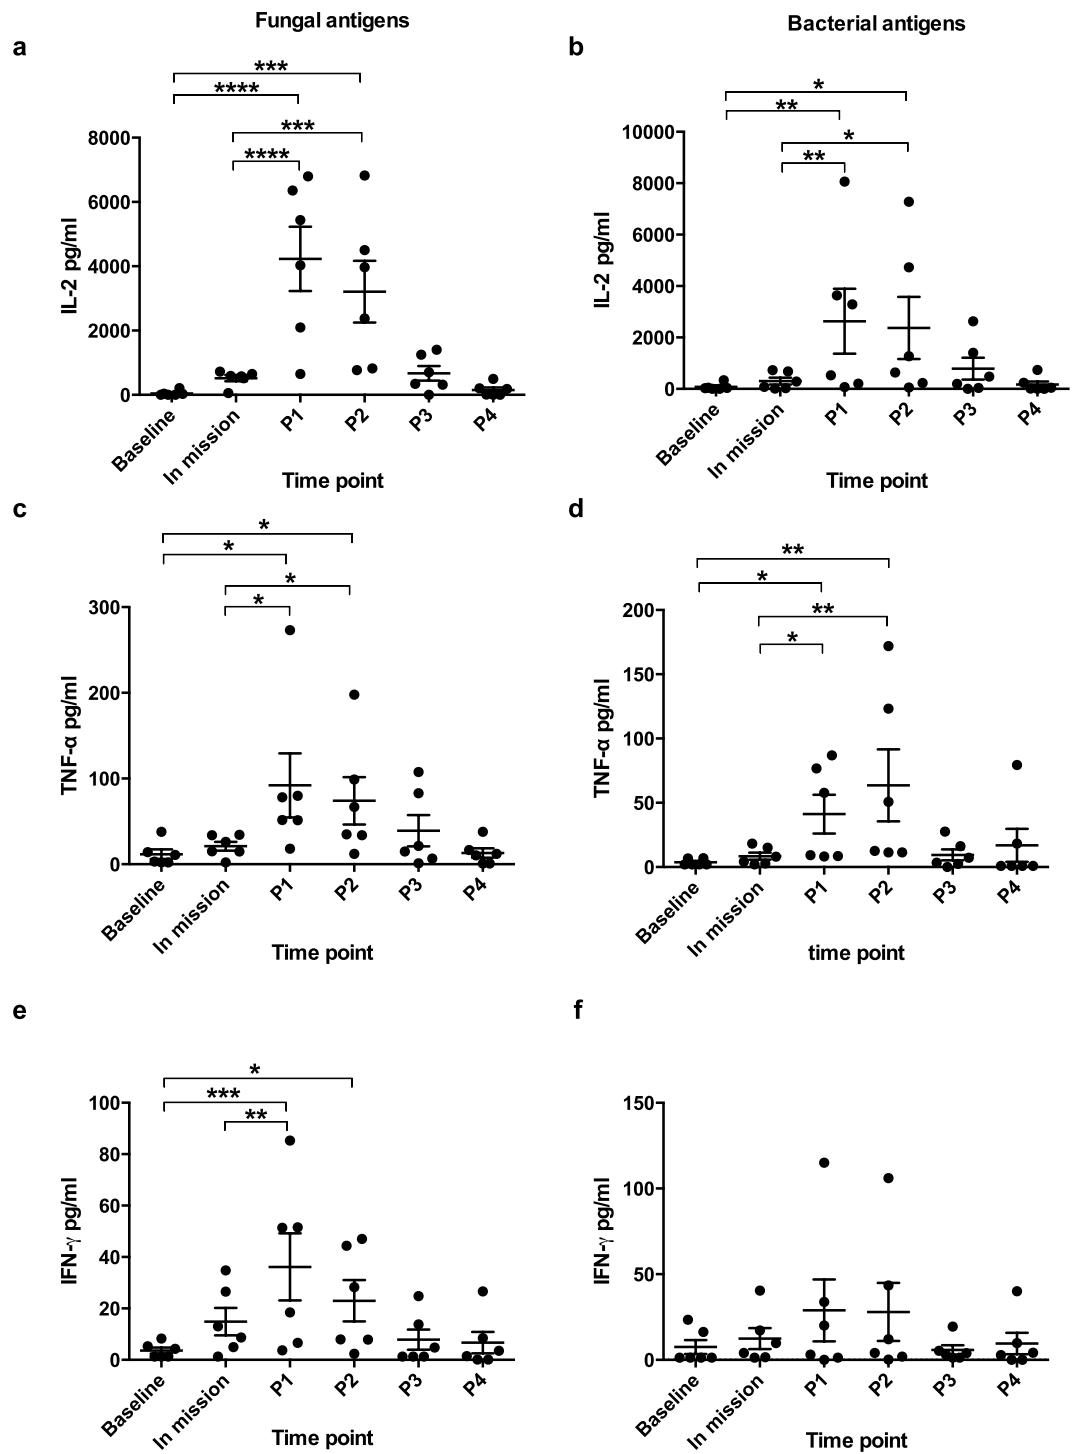 Fungal antigens
Bacterial antigens
a
***
****
***
****
8000
6000
4000
2000
0
IL-2 pg/ml
Baseline
In mission
P1
P2
P3
P4
Time point
b
*
**
*
**
10000
8000
6000
4000
2000
0
IL-2 pg/ml
Baseline
In mission
P1
P2
P3
P4
Time point
c
*
*
*
*
300
200
100
0
TNF-α pg/ml
Baseline
In mission
P1
P2
P3
P4
Time point
d
**
*
**
*
200
150
100
50
0
TNF-α pg/ml
Baseline
In mission
P1
P2
P3
P4
time point
e
*
***
**
100
80
60
40
20
0
IFN-γ pg/ml
Baseline
In mission
P1
P2
P3
P4
Time point
f
150
100
50
0
IFN-γ pg/ml
Baseline
In mission
P1
P2
P3
P4
Time point